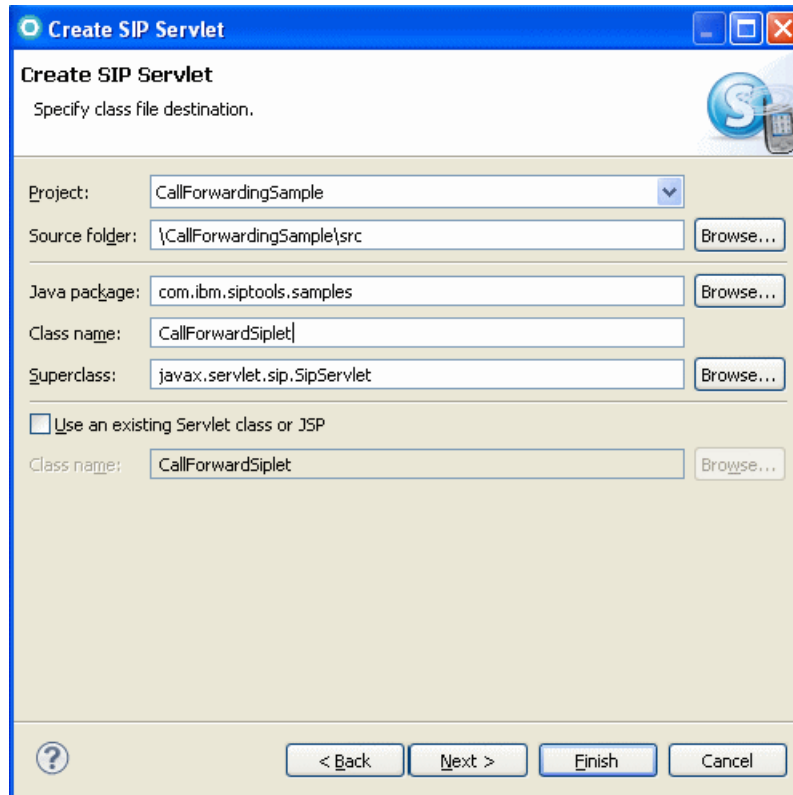 Create SIP Servlet
Create SIP Servlet
Specify class file destination.
Project: CallForwardingSample
Source folder: \CallForwardingSample\src Browse...
Java package: com.ibm.siptools.samples Browse...
Class name: CallForwardSiplet
Superclass: javax.servlet.sip.SipServlet Browse...
Use an existing Servlet class or JSP
Class name: CallForwardSiplet Browse...
? < Back Next > Finish Cancel